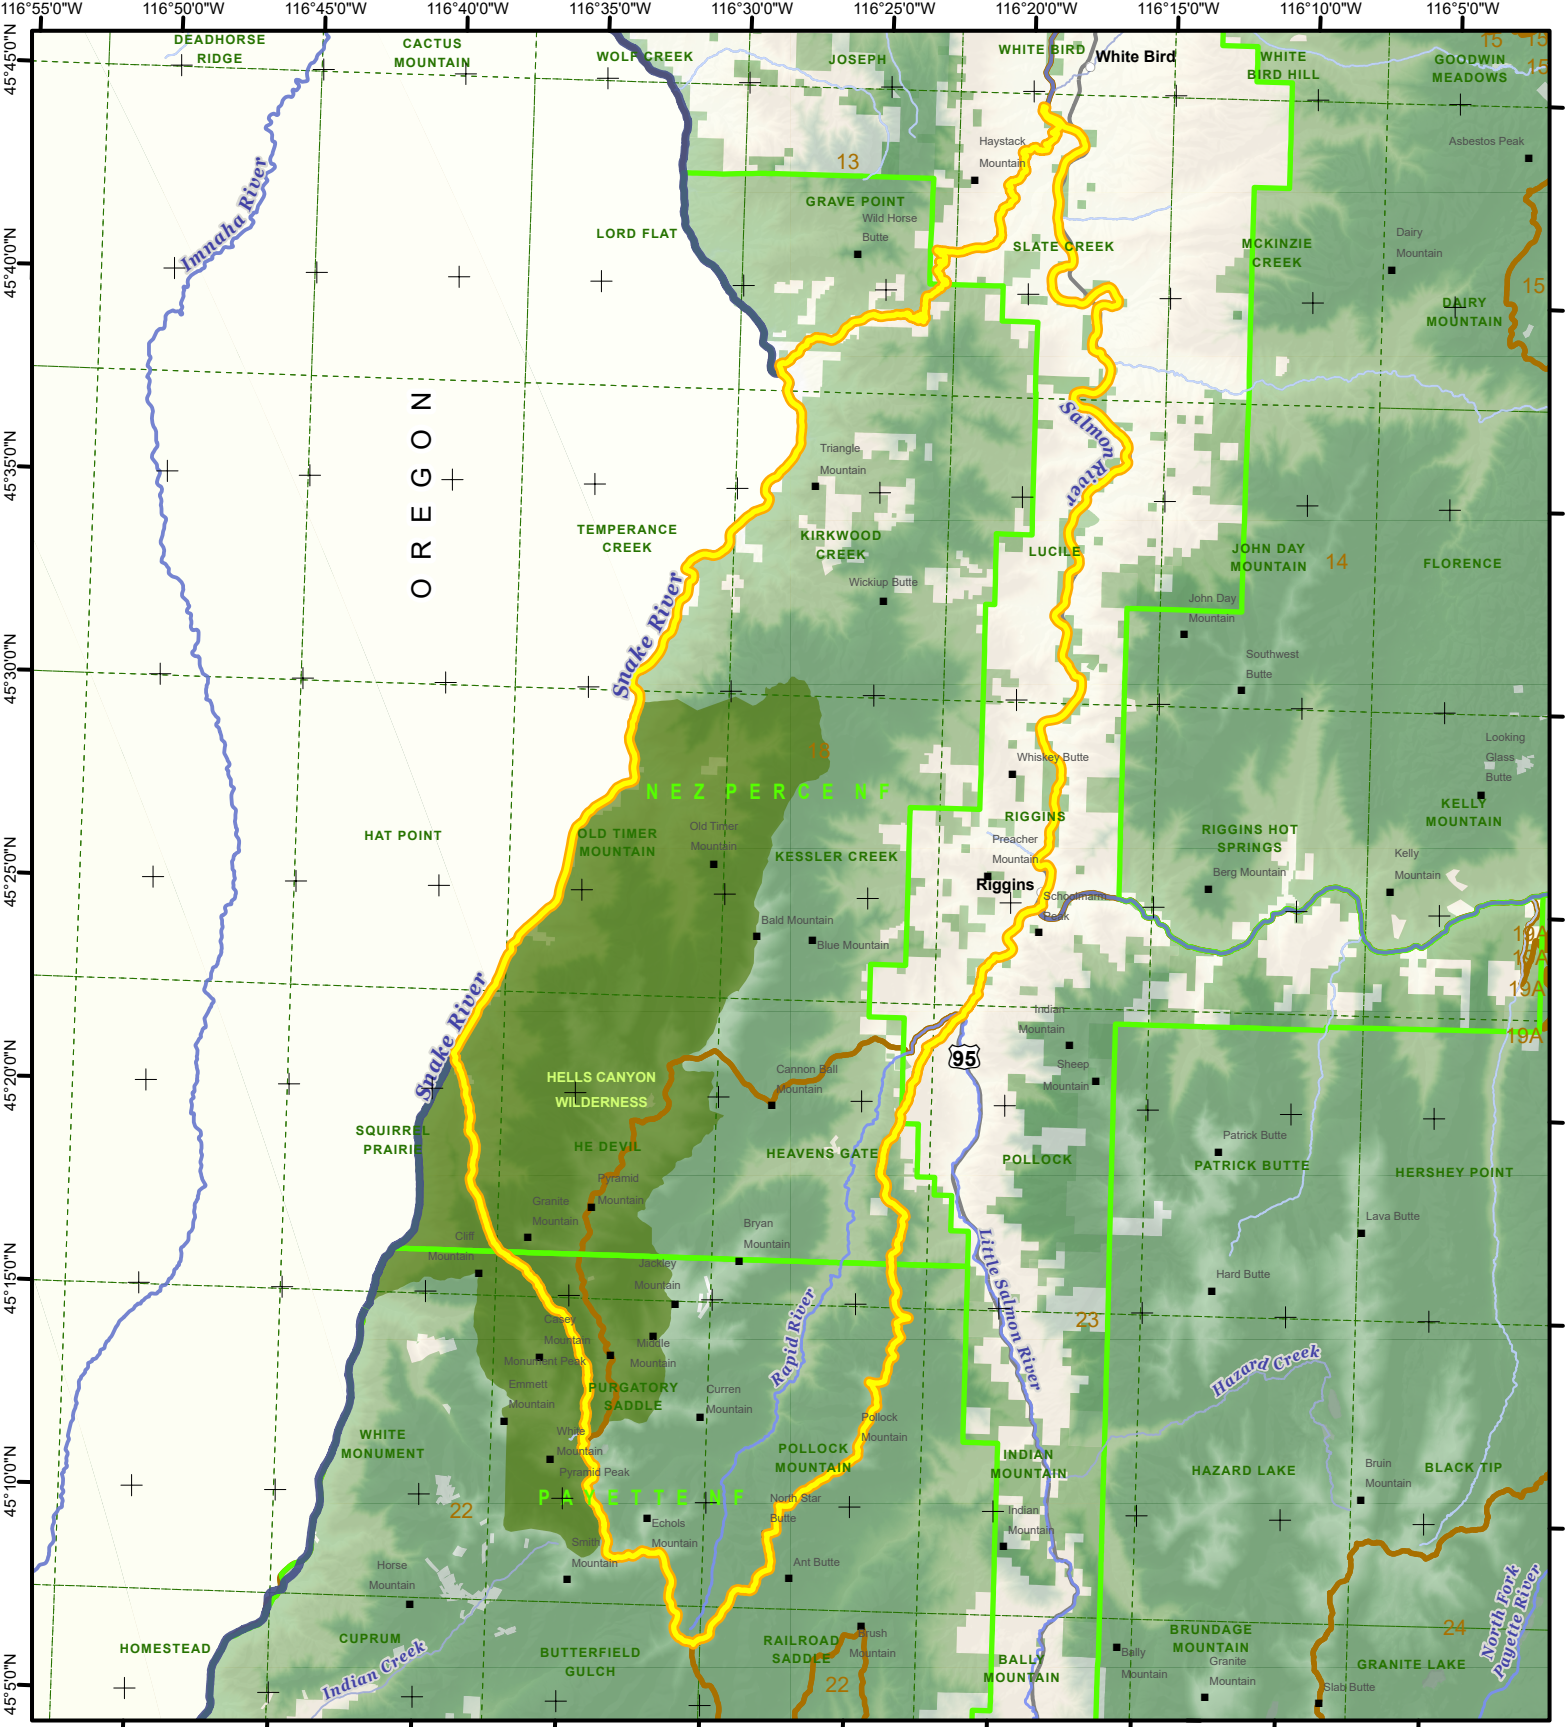 116°55'0"W 116°50'0"W 116°45'0"W 116°40'0"W 116°35'0"W 116°30'0"W 116°25'0"W 116°20'0"W 116°15'0"W 116°10'0"W 116°5'0"W
45°45'0"N
45°40'0"N
45°35'0"N
45°30'0"N
45°25'0"N
45°20'0"N
45°15'0"N
45°10'0"N
45°5'0"N
DEADHORSE
RIDGE
CACTUS
MOUNTAIN
WOLF CREEK
JOSEPH
WHITE BIRD
White Bird
WHITE
BIRD HILL
GOODWIN
MEADOWS
15
15
15
Asbestos Peak
Haystack
Mountain
13
GRAVE POINT
Wild Horse
Butte
Imnaha River
LORD FLAT
SLATE CREEK
MCKINZIE
CREEK
Dairy
Mountain
15
DAIRY
MOUNTAIN
OREGON
Salmon River
Triangle
Mountain
TEMPERANCE
CREEK
KIRKWOOD
CREEK
LUCILE
JOHN DAY
MOUNTAIN
14
FLORENCE
Wickiup Butte
John Day
Mountain
Snake River
Southwest
Butte
18
NEZ PERCE NF
Whiskey Butte
Looking
Glass
Butte
KELLY
MOUNTAIN
HAT POINT
OLD TIMER
MOUNTAIN
Old Timer
Mountain
KESSLER CREEK
RIGGINS
Preacher
Mountain
Riggins
RIGGINS HOT
SPRINGS
Berg Mountain
Kelly
Mountain
Schoolmarm
Peak
Bald Mountain
Blue Mountain
19A
19A
19A
19A
Snake River
Indian
Mountain
95
Sheep
Mountain
HELLS CANYON
WILDERNESS
Cannon Ball
Mountain
SQUIRREL
PRAIRIE
HE DEVIL
HEAVENS GATE
POLLOCK
Patrick Butte
PATRICK BUTTE
HERSHEY POINT
Pyramid
Mountain
Granite
Mountain
Cliff
Mountain
Bryan
Mountain
Lava Butte
Jackley
Mountain
Hard Butte
Little Salmon River
Rapid River
23
Casey
Mountain
Monument Peak
Middle
Mountain
Hazard Creek
Emmett
Mountain
PURGATORY
SADDLE
Curren
Mountain
Pollock
Mountain
WHITE
MONUMENT
White
Mountain
Pyramid Peak
POLLOCK
MOUNTAIN
INDIAN
MOUNTAIN
HAZARD LAKE
Bruin
Mountain
BLACK TIP
PAYETTE NF
22
North Star
Butte
Indian
Mountain
Echols
Mountain
Smith
Mountain
Horse
Mountain
Ant Butte
North Fork
Payette River
HOMESTEAD
CUPRUM
Indian Creek
BUTTERFIELD
GULCH
RAILROAD
SADDLE
Brush
Mountain
22
BALLY
MOUNTAIN
Bally
Mountain
BRUNDAGE
MOUNTAIN
Granite
Mountain
24
GRANITE LAKE
Slab Butte